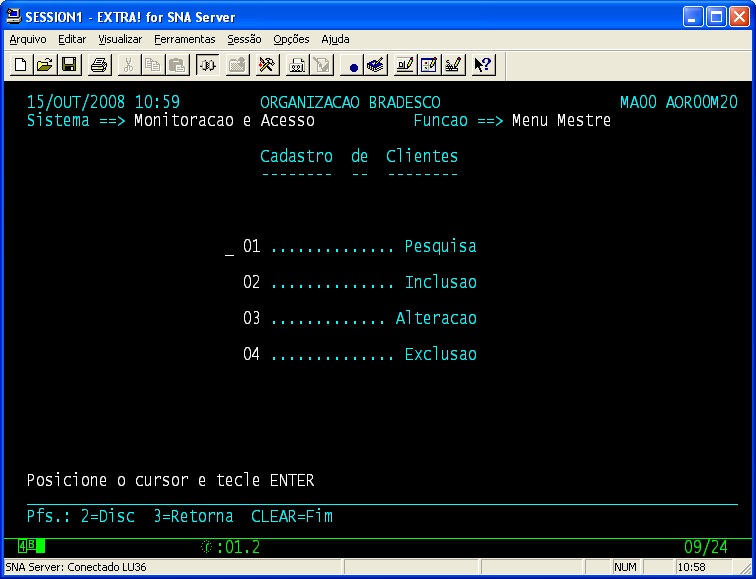 SESSION1 - EXTRA! for SNA Server
Arquivo Editar Visualizar Ferramentas Sessão Opções Ajuda
15/OUT/2008 10:59 ORGANIZACAO BRADESCO MA00 AOR00M20
Sistema ==> Monitoracao e Acesso Funcao ==> Menu Mestre
Cadastro de Clientes
-------- -- --------
_ 01 .............. Pesquisa
02 .............. Inclusao
03 ............. Alteracao
04 .............. Exclusao
Posicione o cursor e tecle ENTER
Pfs.: 2=Disc 3=Retorna CLEAR=Fim
4B :01.2 09/24
SNA Server: Conectado LU36 NUM 10:58